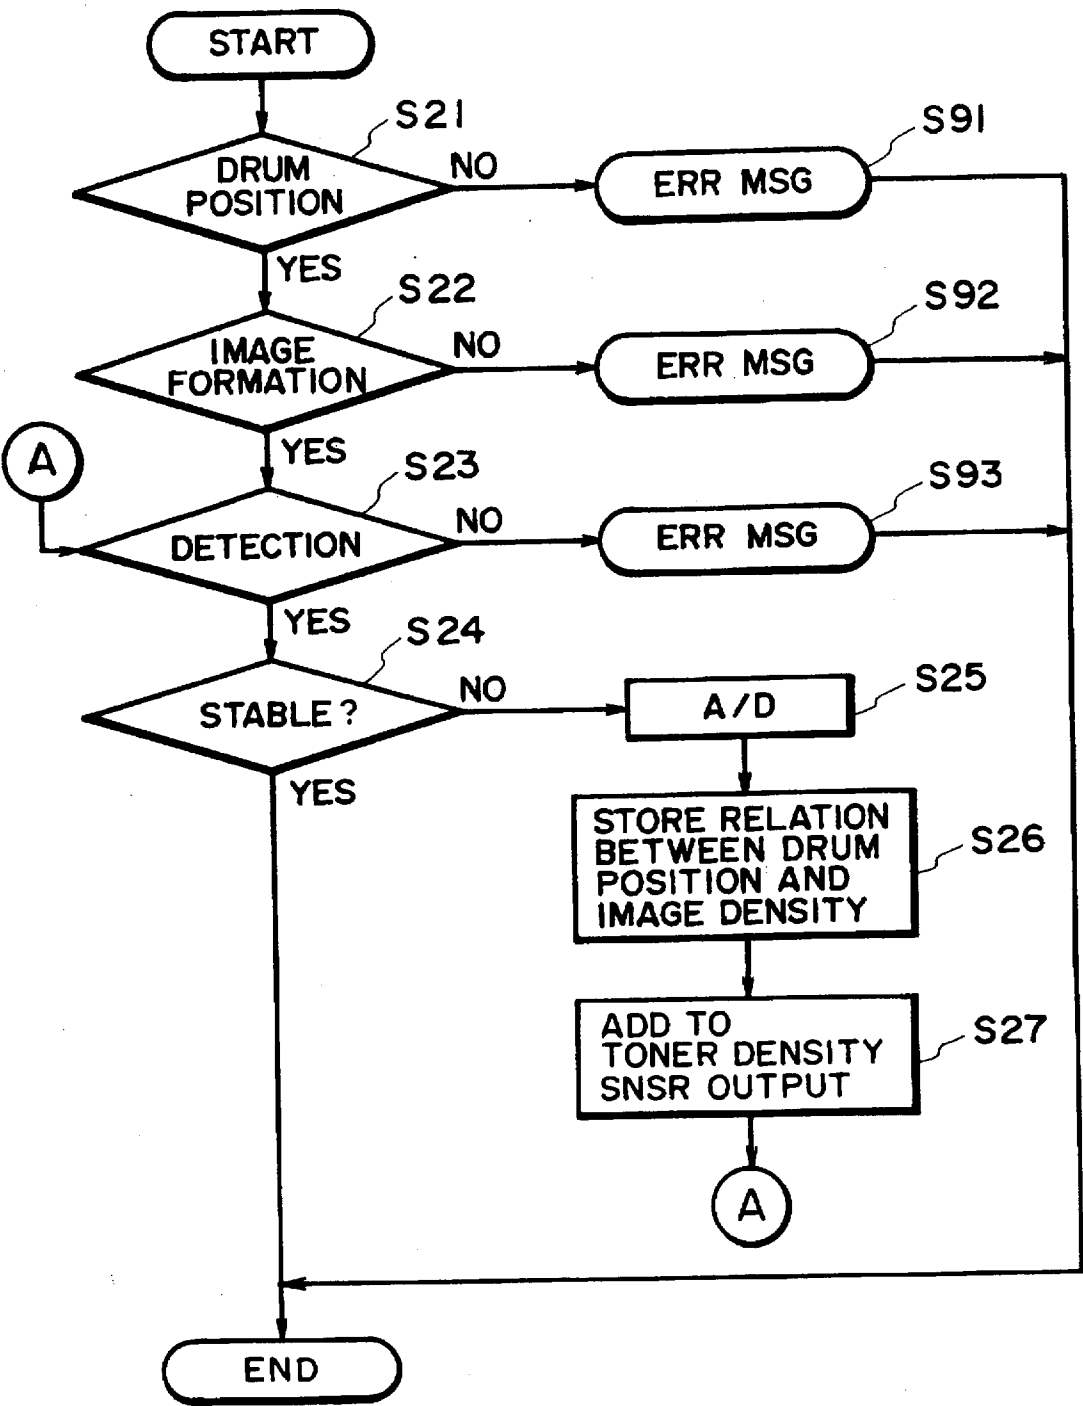 START
S21
DRUM
POSITION
NO
ERR MSG
S91
YES
S22
IMAGE
FORMATION
NO
ERR MSG
S92
YES
A
S23
DETECTION
NO
ERR MSG
S93
YES
S24
STABLE?
NO
A/D
S25
YES
STORE RELATION
BETWEEN DRUM
POSITION AND
IMAGE DENSITY
S26
ADD TO
TONER DENSITY
SNSR OUTPUT
S27
A
END